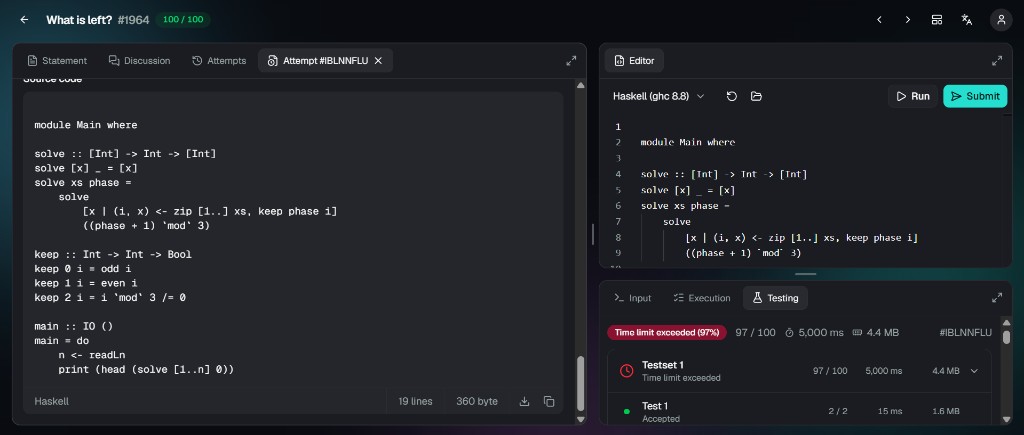 What is left? #1964 100 / 100
Statement Discussion Attempts Attempt #IBLNNFLU
Source code
module Main where
solve :: [Int] -> Int -> [Int]
solve [x] _ = [x]
solve xs phase =
solve
[x | (i, x) <- zip [1..] xs, keep phase i]
((phase + 1) `mod` 3)
keep :: Int -> Int -> Bool
keep 0 i = odd i
keep 1 i = even i
keep 2 i = i `mod` 3 /= 0
main :: IO ()
main = do
n <- readLn
print (head (solve [1..n] 0))
Haskell 19 lines 360 byte
Editor
Haskell (ghc 8.8) Run Submit
1
2 module Main where
3
4 solve :: [Int] -> Int -> [Int]
5 solve [x] _ = [x]
6 solve xs phase =
7 solve
8 [x | (i, x) <- zip [1..] xs, keep phase i]
9 ((phase + 1) `mod` 3)
10
Input Execution Testing
Time limit exceeded (97%) 97 / 100 5,000 ms 4.4 MB #IBLNNFLU
Testset 1
Time limit exceeded
97 / 100 5,000 ms 4.4 MB
Test 1
Accepted
2 / 2 15 ms 1.6 MB